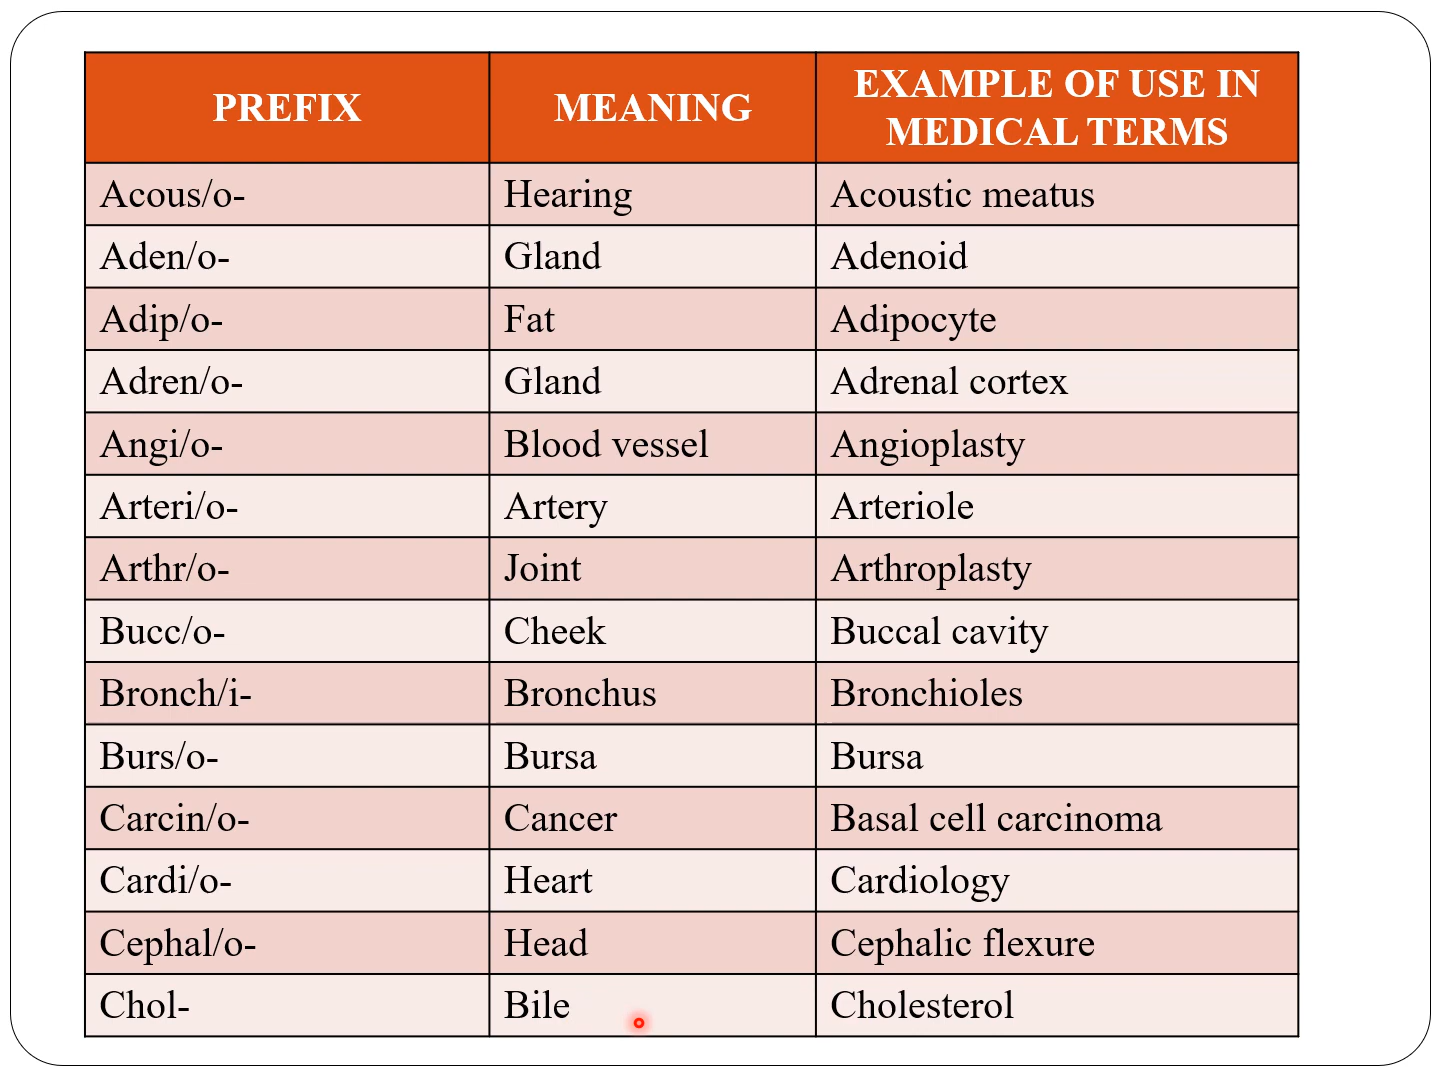 PREFIX
MEANING
EXAMPLE OF USE IN
MEDICAL TERMS
Acous/o-
Hearing
Acoustic meatus
Aden/o-
Gland
Adenoid
Adip/o-
Fat
Adipocyte
Adren/o-
Gland
Adrenal cortex
Angi/o-
Blood vessel
Angioplasty
Arteri/o-
Artery
Arteriole
Arthr/o-
Joint
Arthroplasty
Bucc/o-
Cheek
Buccal cavity
Bronch/i-
Bronchus
Bronchioles
Burs/o-
Bursa
Bursa
Carcin/o-
Cancer
Basal cell carcinoma
Cardi/o-
Heart
Cardiology
Cephal/o-
Head
Cephalic flexure
Chol-
Bile
Cholesterol